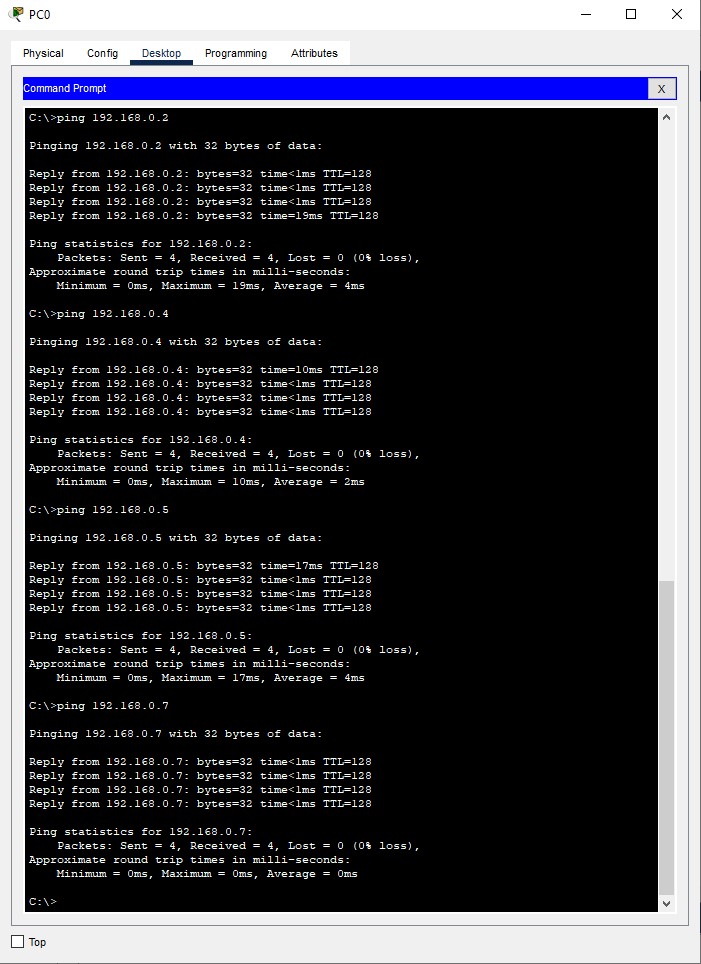 PC0
Physical Config Desktop Programming Attributes
Command Prompt X
C:\>ping 192.168.0.2
Pinging 192.168.0.2 with 32 bytes of data:
Reply from 192.168.0.2: bytes=32 time<1ms TTL=128
Reply from 192.168.0.2: bytes=32 time<1ms TTL=128
Reply from 192.168.0.2: bytes=32 time<1ms TTL=128
Reply from 192.168.0.2: bytes=32 time=19ms TTL=128
Ping statistics for 192.168.0.2:
    Packets: Sent = 4, Received = 4, Lost = 0 (0% loss),
Approximate round trip times in milli-seconds:
    Minimum = 0ms, Maximum = 19ms, Average = 4ms
C:\>ping 192.168.0.4
Pinging 192.168.0.4 with 32 bytes of data:
Reply from 192.168.0.4: bytes=32 time=10ms TTL=128
Reply from 192.168.0.4: bytes=32 time<1ms TTL=128
Reply from 192.168.0.4: bytes=32 time<1ms TTL=128
Reply from 192.168.0.4: bytes=32 time<1ms TTL=128
Ping statistics for 192.168.0.4:
    Packets: Sent = 4, Received = 4, Lost = 0 (0% loss),
Approximate round trip times in milli-seconds:
    Minimum = 0ms, Maximum = 10ms, Average = 2ms
C:\>ping 192.168.0.5
Pinging 192.168.0.5 with 32 bytes of data:
Reply from 192.168.0.5: bytes=32 time=17ms TTL=128
Reply from 192.168.0.5: bytes=32 time<1ms TTL=128
Reply from 192.168.0.5: bytes=32 time<1ms TTL=128
Reply from 192.168.0.5: bytes=32 time<1ms TTL=128
Ping statistics for 192.168.0.5:
    Packets: Sent = 4, Received = 4, Lost = 0 (0% loss),
Approximate round trip times in milli-seconds:
    Minimum = 0ms, Maximum = 17ms, Average = 4ms
C:\>ping 192.168.0.7
Pinging 192.168.0.7 with 32 bytes of data:
Reply from 192.168.0.7: bytes=32 time<1ms TTL=128
Reply from 192.168.0.7: bytes=32 time<1ms TTL=128
Reply from 192.168.0.7: bytes=32 time<1ms TTL=128
Reply from 192.168.0.7: bytes=32 time<1ms TTL=128
Ping statistics for 192.168.0.7:
    Packets: Sent = 4, Received = 4, Lost = 0 (0% loss),
Approximate round trip times in milli-seconds:
    Minimum = 0ms, Maximum = 0ms, Average = 0ms
C:\>
Top